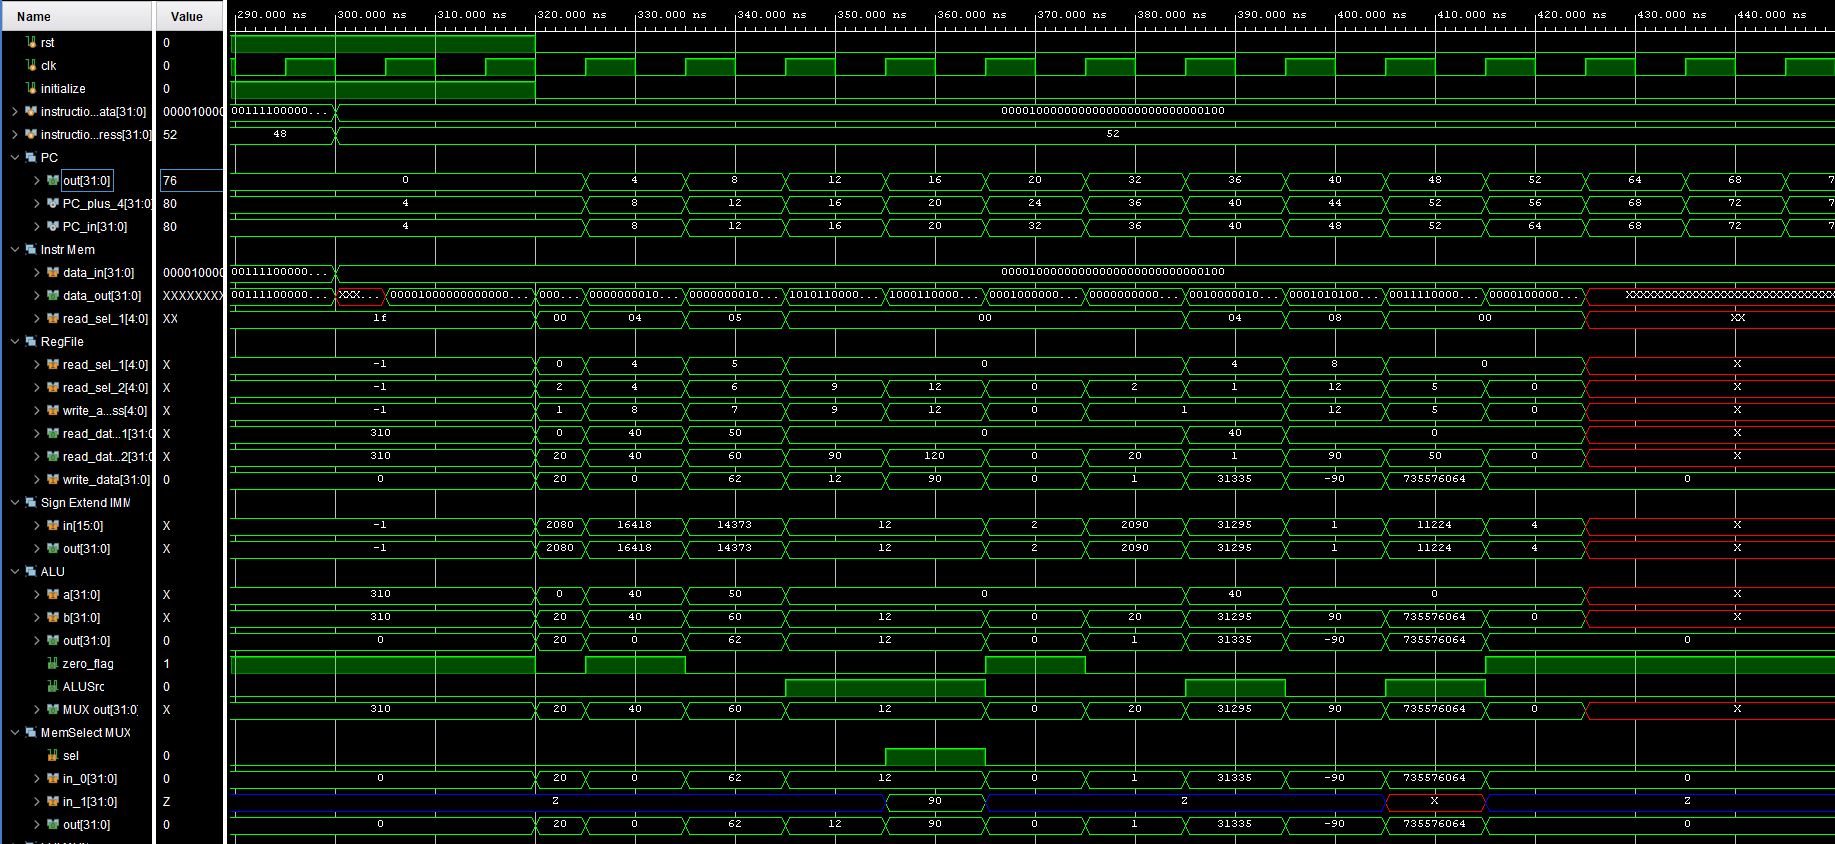 Name Value 290.000 ns 300.000 ns 310.000 ns 320.000 ns 330.000 ns 340.000 ns 350.000 ns 360.000 ns 370.000 ns 380.000 ns 390.000 ns 400.000 ns 410.000 ns 420.000 ns 430.000 ns 440.000 ns
rst 0
clk 0
initialize 0
instructio...ata[31:0] 000010000 00111100000... 00001000000000000000000000000100
instructio...ress[31:0] 52 48 52
PC
out[31:0] 76 0 4 8 12 16 20 32 36 40 48 52 64 68 7
PC_plus_4[31:0] 80 4 8 12 16 20 24 36 40 44 52 56 68 72
PC_in[31:0] 80 4 8 12 16 20 32 36 40 48 52 64 68 72
Instr Mem
data_in[31:0] 000010000 00111100000... 00001000000000000000000000000100
data_out[31:0] XXXXXXXX 00111100000... XXX... 000010000000000000... 000... 0000000010... 0000000010... 1010110000... 1000110000... 0001000000... 0000000000... 0010000010... 0001010100... 0011110000... 0000100000...
read_sel_1[4:0] XX 1f 00 04 05 00 04 08 00 XX
RegFile
read_sel_1[4:0] X -1 0 4 5 0 4 8 0 X
read_sel_2[4:0] X -1 2 4 6 9 12 0 2 1 12 5 0 X
write_a...ss[4:0] X -1 1 8 7 9 12 0 1 12 5 0 X
read_dat...1[31:0 X 310 0 40 50 0 40 0 X
read_dat...2[31:0 X 310 20 40 60 90 120 0 20 1 90 50 0 X
write_data[31:0] 0 0 20 0 62 12 90 0 1 31335 -90 735576064 0
Sign Extend IMM
in[15:0] X -1 2080 16418 14373 12 2 2090 31295 1 11224 4 X
out[31:0] X -1 2080 16418 14373 12 2 2090 31295 1 11224 4 X
ALU
a[31:0] X 310 0 40 50 0 40 0 X
b[31:0] X 310 20 40 60 12 0 20 31295 90 735576064 0 X
out[31:0] 0 0 20 0 62 12 0 1 31335 -90 735576064 0
zero_flag 1
ALUSrc 0
MUX out[31:0] X 310 20 40 60 12 0 20 31295 90 735576064 0 X
MemSelect MUX
sel 0
in_0[31:0] 0 0 20 0 62 12 0 1 31335 -90 735576064 0
in_1[31:0] Z Z 90 Z X Z
out[31:0] 0 0 20 0 62 12 90 0 1 31335 -90 735576064 0